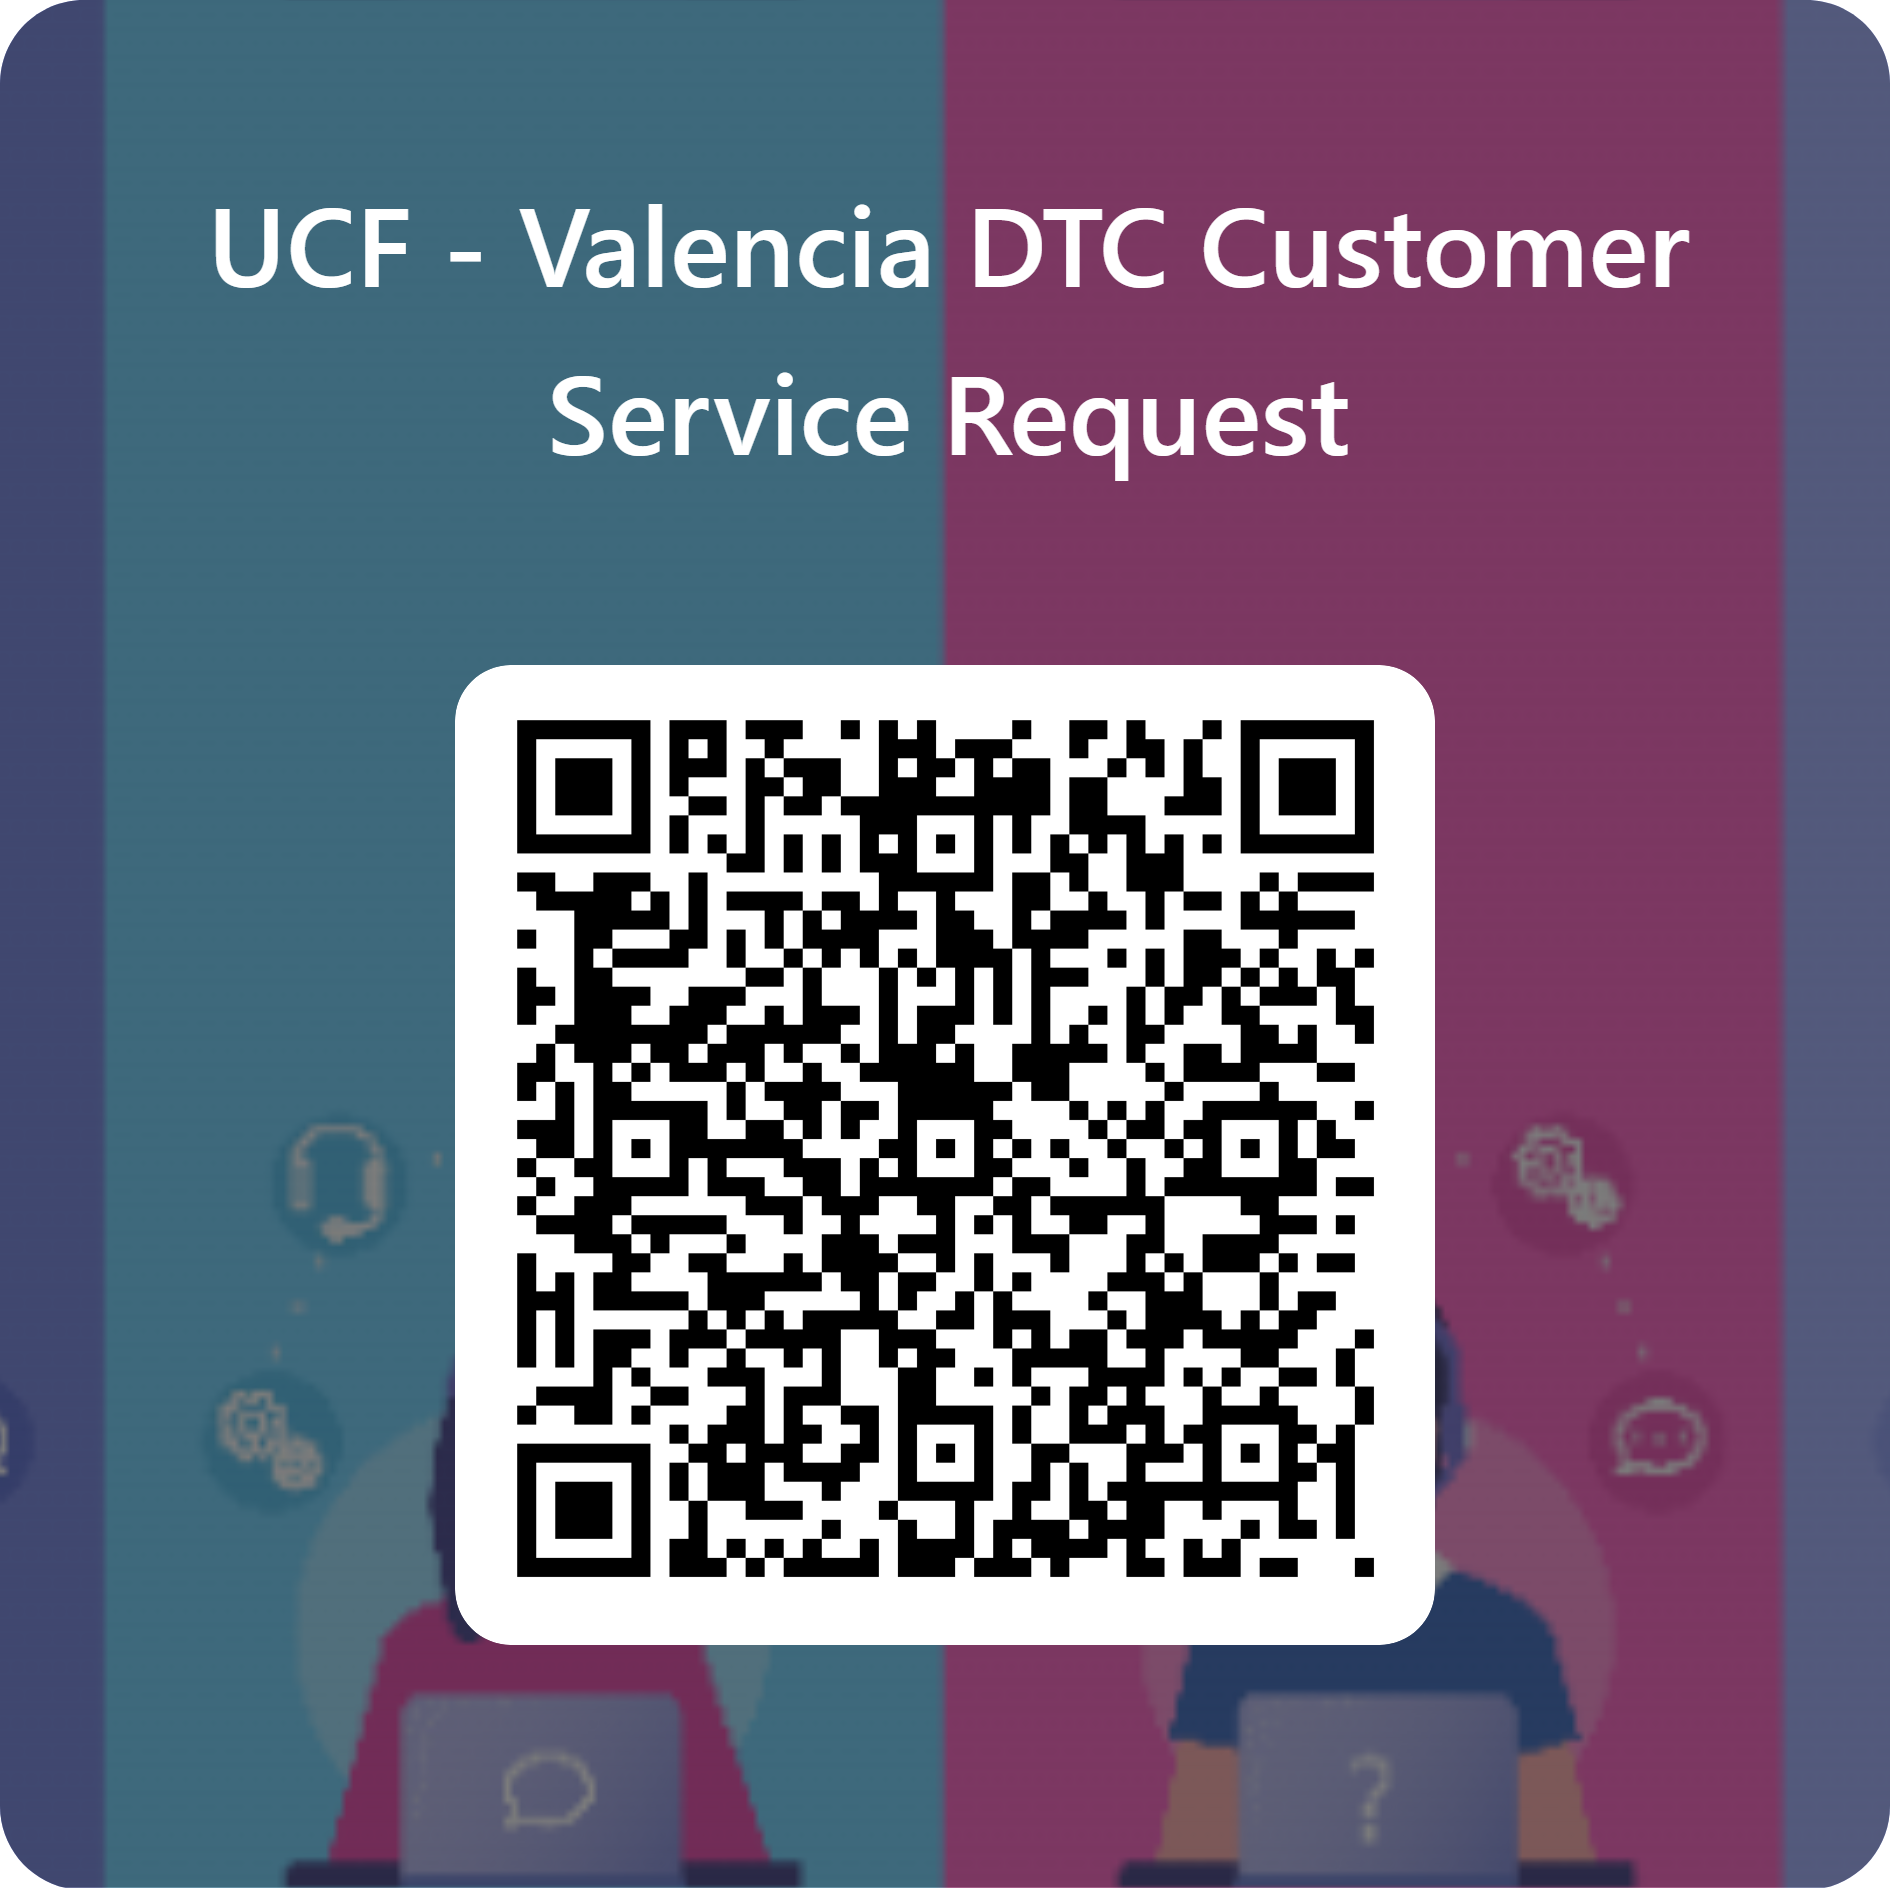 UCF - Valencia DTC Customer
Service Request
?